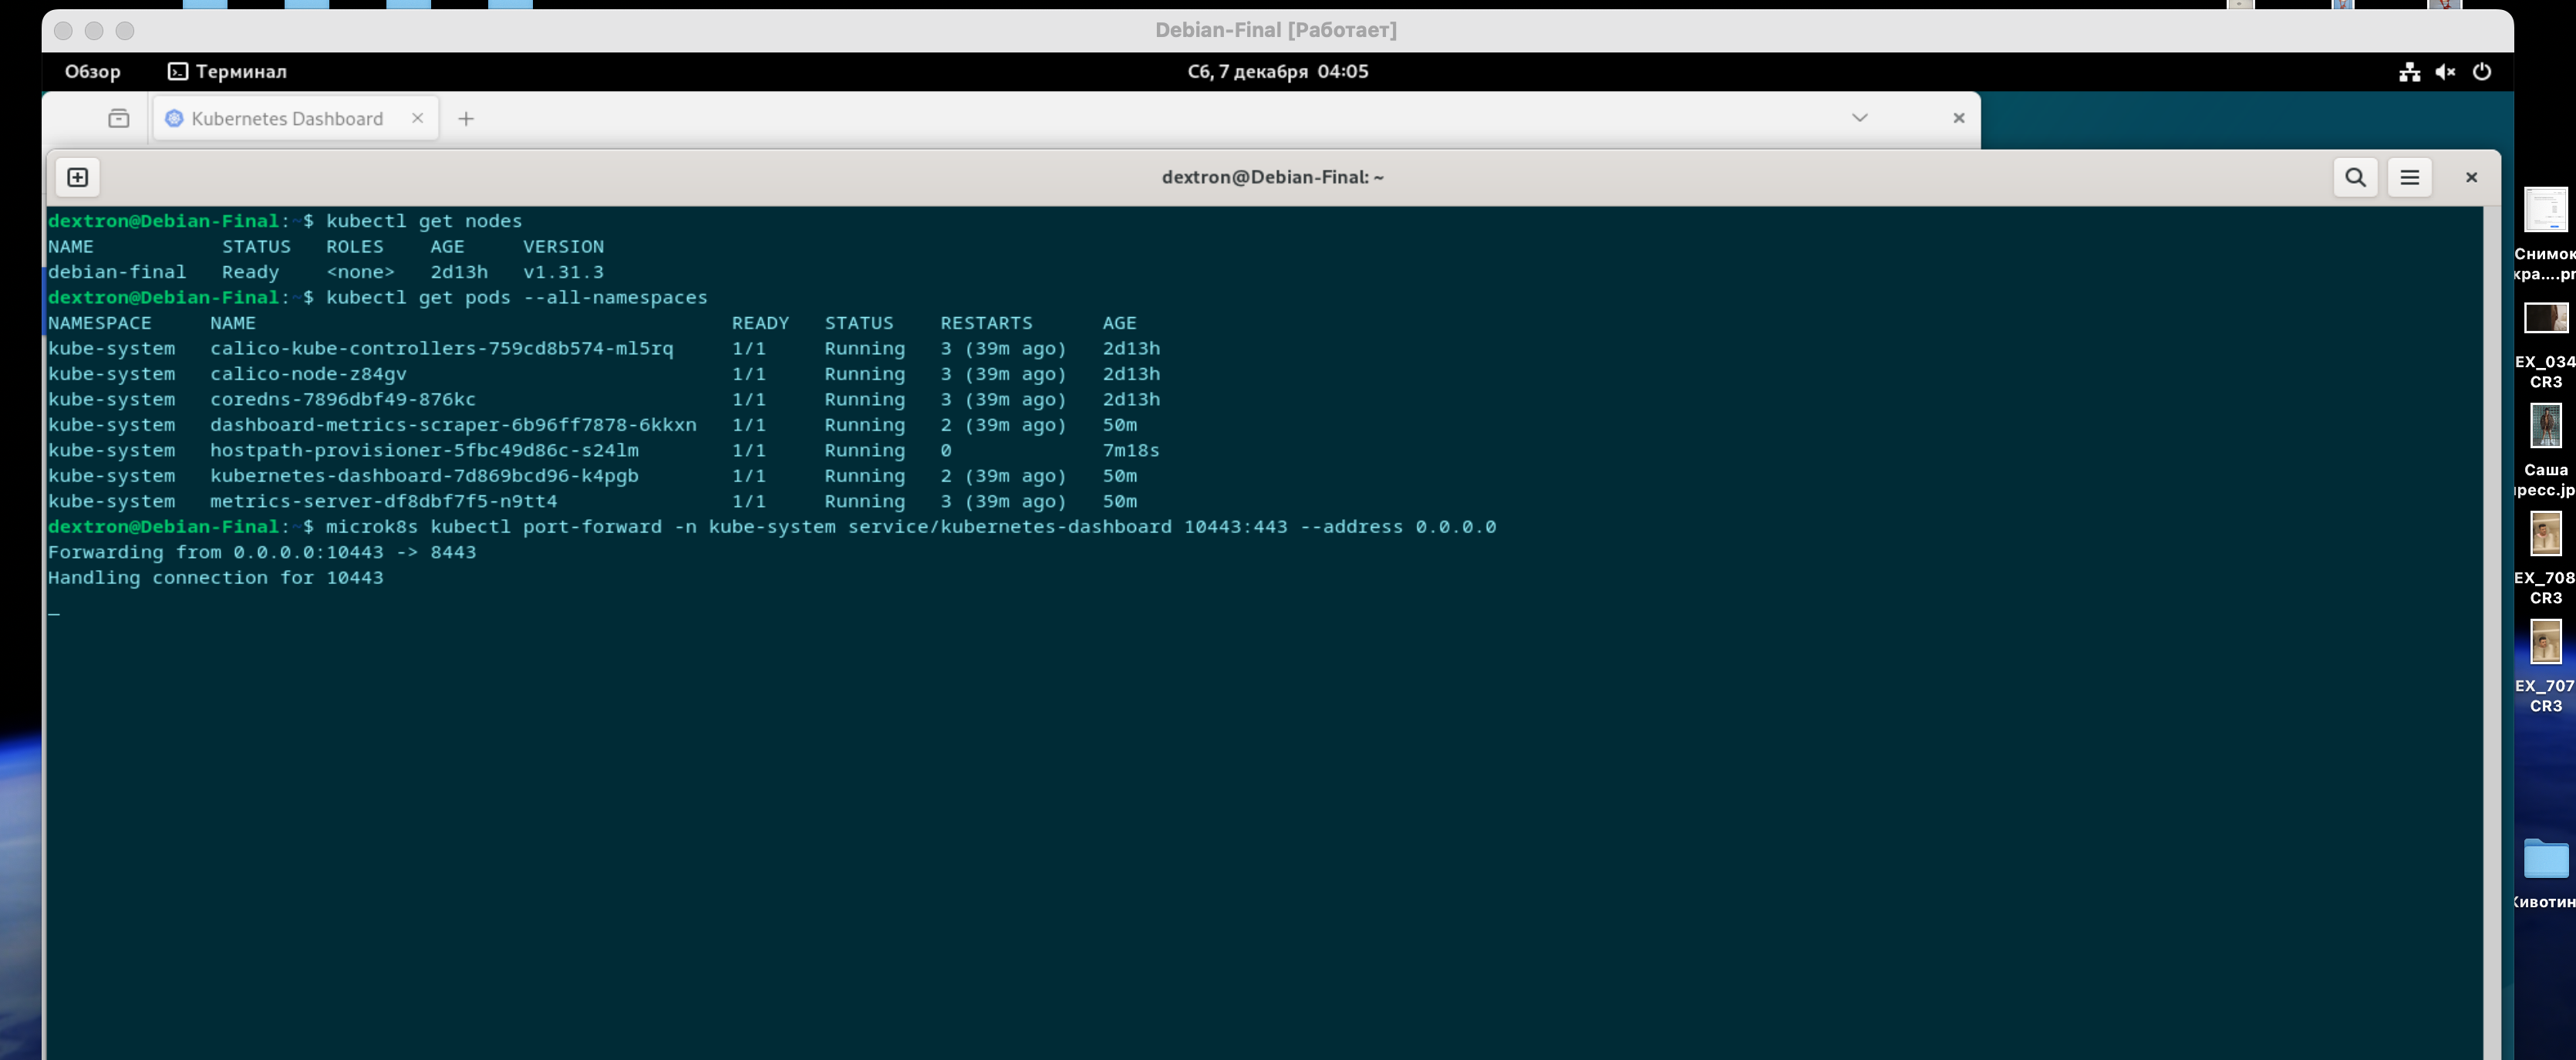 Debian-Final [Работает]
Обзор Терминал Сб, 7 декабря 04:05
Kubernetes Dashboard
dextron@Debian-Final: ~
dextron@Debian-Final:~$ kubectl get nodes
NAME STATUS ROLES AGE VERSION
debian-final Ready <none> 2d13h v1.31.3
dextron@Debian-Final:~$ kubectl get pods --all-namespaces
NAMESPACE NAME READY STATUS RESTARTS AGE
kube-system calico-kube-controllers-759cd8b574-ml5rq 1/1 Running 3 (39m ago) 2d13h
kube-system calico-node-z84gv 1/1 Running 3 (39m ago) 2d13h
kube-system coredns-7896dbf49-876kc 1/1 Running 3 (39m ago) 2d13h
kube-system dashboard-metrics-scraper-6b96ff7878-6kkxn 1/1 Running 2 (39m ago) 50m
kube-system hostpath-provisioner-5fbc49d86c-s24lm 1/1 Running 0 7m18s
kube-system kubernetes-dashboard-7d869bcd96-k4pgb 1/1 Running 2 (39m ago) 50m
kube-system metrics-server-df8dbf7f5-n9tt4 1/1 Running 3 (39m ago) 50m
dextron@Debian-Final:~$ microk8s kubectl port-forward -n kube-system service/kubernetes-dashboard 10443:443 --address 0.0.0.0
Forwarding from 0.0.0.0:10443 -> 8443
Handling connection for 10443
Снимок
кра....pr
EX_034
CR3
Саша
ресс.jp
EX_708
CR3
EX_707
CR3
Животин